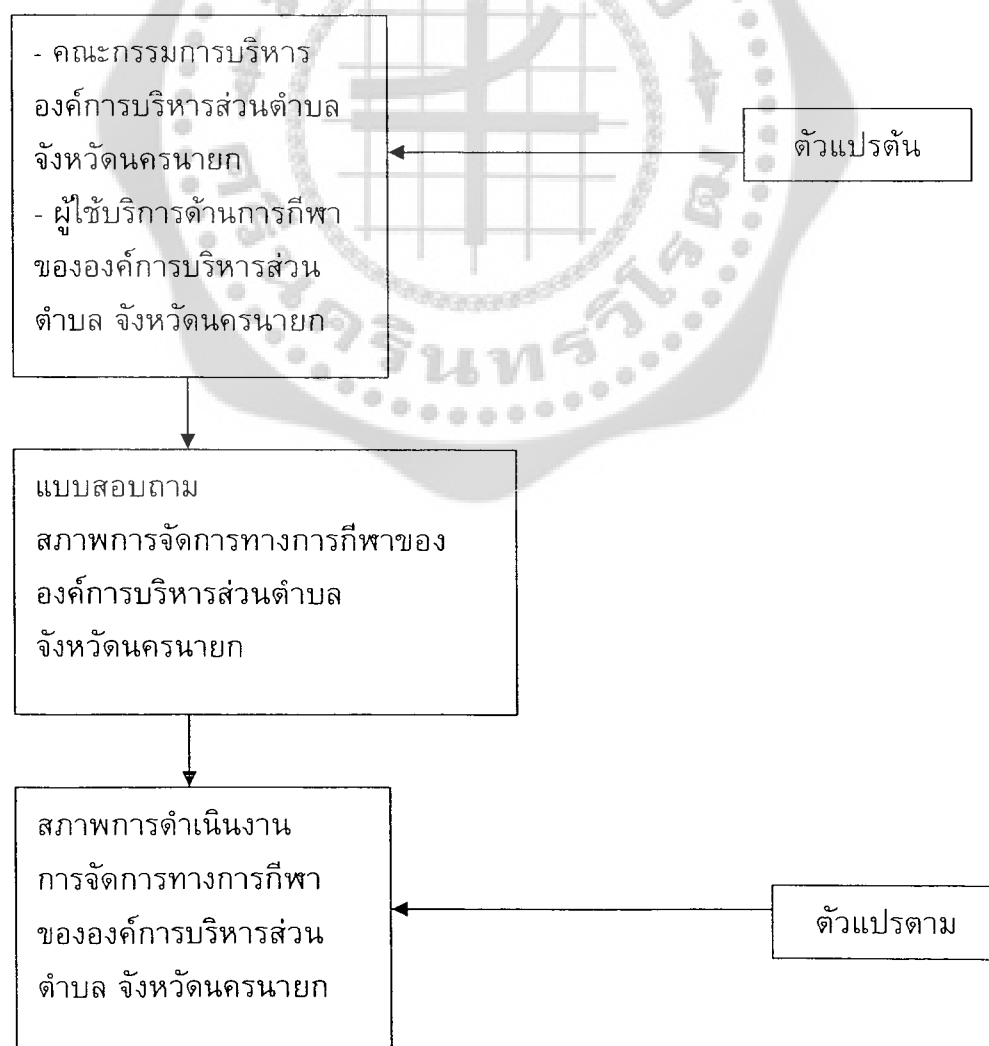 - คณะกรรมการบริหาร
องค์การบริหารส่วนตำบล
จังหวัดนครนายก
- ผู้ใช้บริการด้านการกีฬา
ขององค์การบริหารส่วน
ตำบล จังหวัดนครนายก
ตัวแปรต้น
แบบสอบถาม
สภาพการจัดการทางการกีฬาของ
องค์การบริหารส่วนตำบล
จังหวัดนครนายก
สภาพการดำเนินงาน
การจัดการทางการกีฬา
ขององค์การบริหารส่วน
ตำบล จังหวัดนครนายก
ตัวแปรตาม